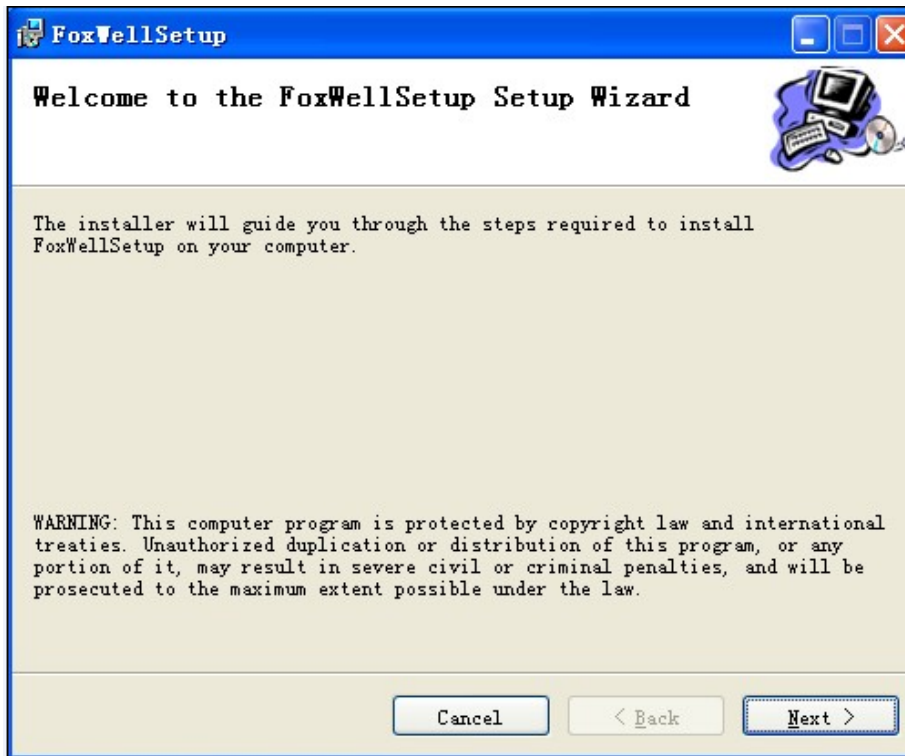 FoxWellSetup
Welcome to the FoxWellSetup Setup Wizard
The installer will guide you through the steps required to install
FoxWellSetup on your computer.
WARNING: This computer program is protected by copyright law and international
treaties. Unauthorized duplication or distribution of this program, or any
portion of it, may result in severe civil or criminal penalties, and will be
prosecuted to the maximum extent possible under the law.
Cancel
< Back
Next >